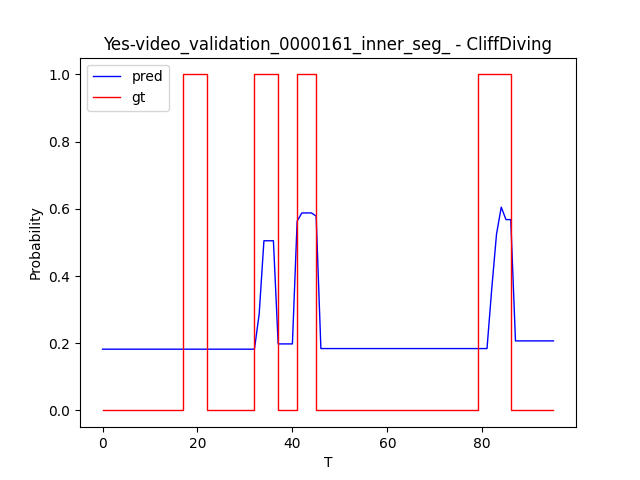 Yes-video_validation_0000161_inner_seg_ - CliffDiving
pred
gt
1.0
0.8
0.6
0.4
0.2
0.0
Probability
0 20 40 60 80
T